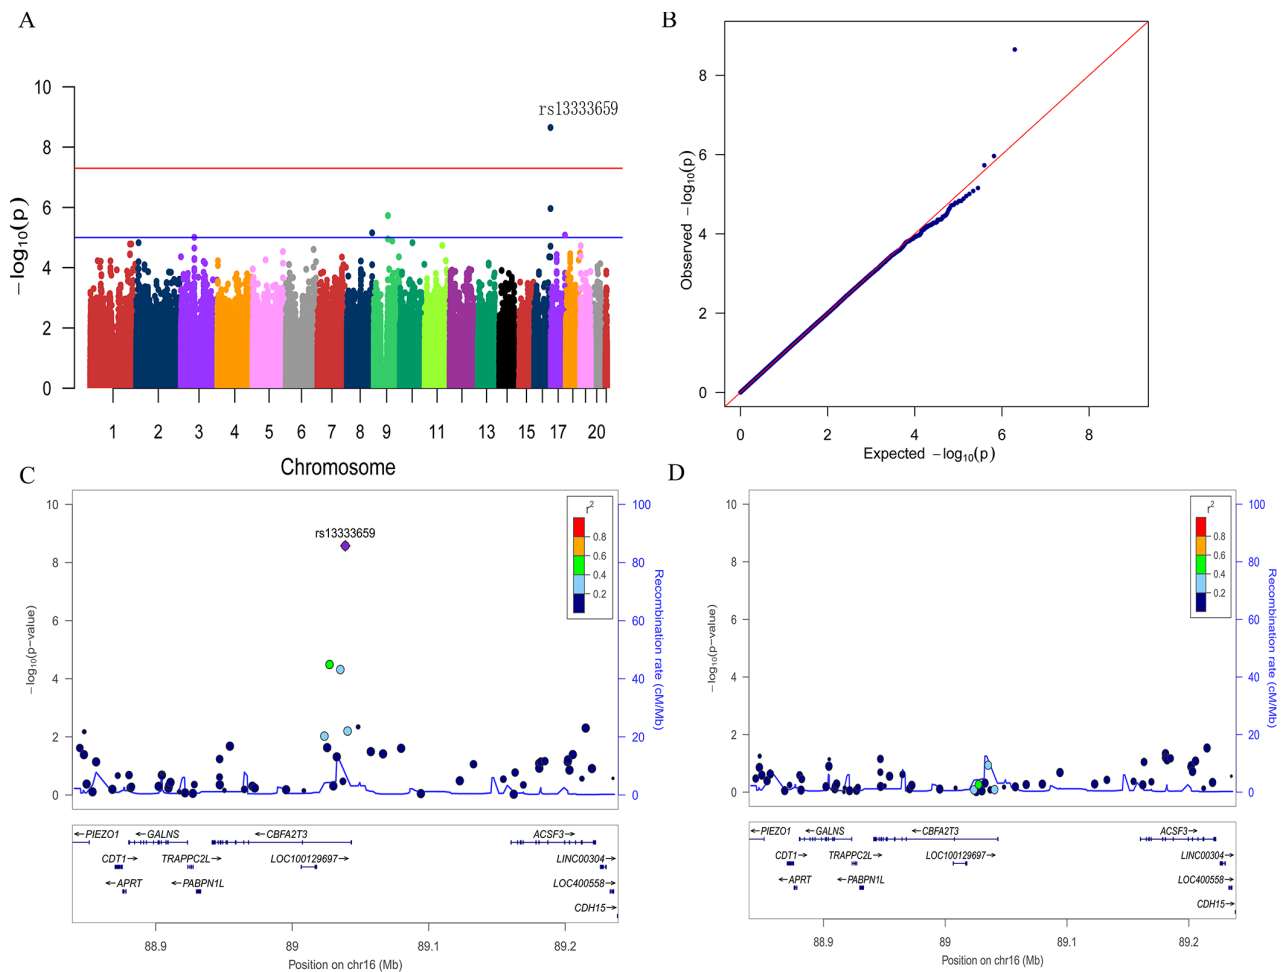 A
10
8
6
4
2
0
−log10(p)
rs13333659
1 2 3 4 5 6 7 8 9 11 13 15 17 20
Chromosome
B
8
6
4
2
0
Observed −log10(p)
0 2 4 6 8
Expected −log10(p)
C
10
8
6
4
2
0
−log10(p−value)
rs13333659
r2
0.8
0.6
0.4
0.2
100
80
60
40
20
0
Recombination rate (cM/Mb)
←PIEZO1 ←GALNS ←CBFA2T3 ACSF3→
CDT1→ TRAPPC2L→ LOC100129697→ LINC00304→
←APRT ←PABPN1L LOC400558→
CDH15→
88.9 89 89.1 89.2
Position on chr16 (Mb)
D
10
8
6
4
2
0
−log10(p−value)
r2
0.8
0.6
0.4
0.2
100
80
60
40
20
0
Recombination rate (cM/Mb)
←PIEZO1 ←GALNS ←CBFA2T3 ACSF3→
CDT1→ TRAPPC2L→ LOC100129697→ LINC00304→
←APRT ←PABPN1L LOC400558→
CDH15→
88.9 89 89.1 89.2
Position on chr16 (Mb)